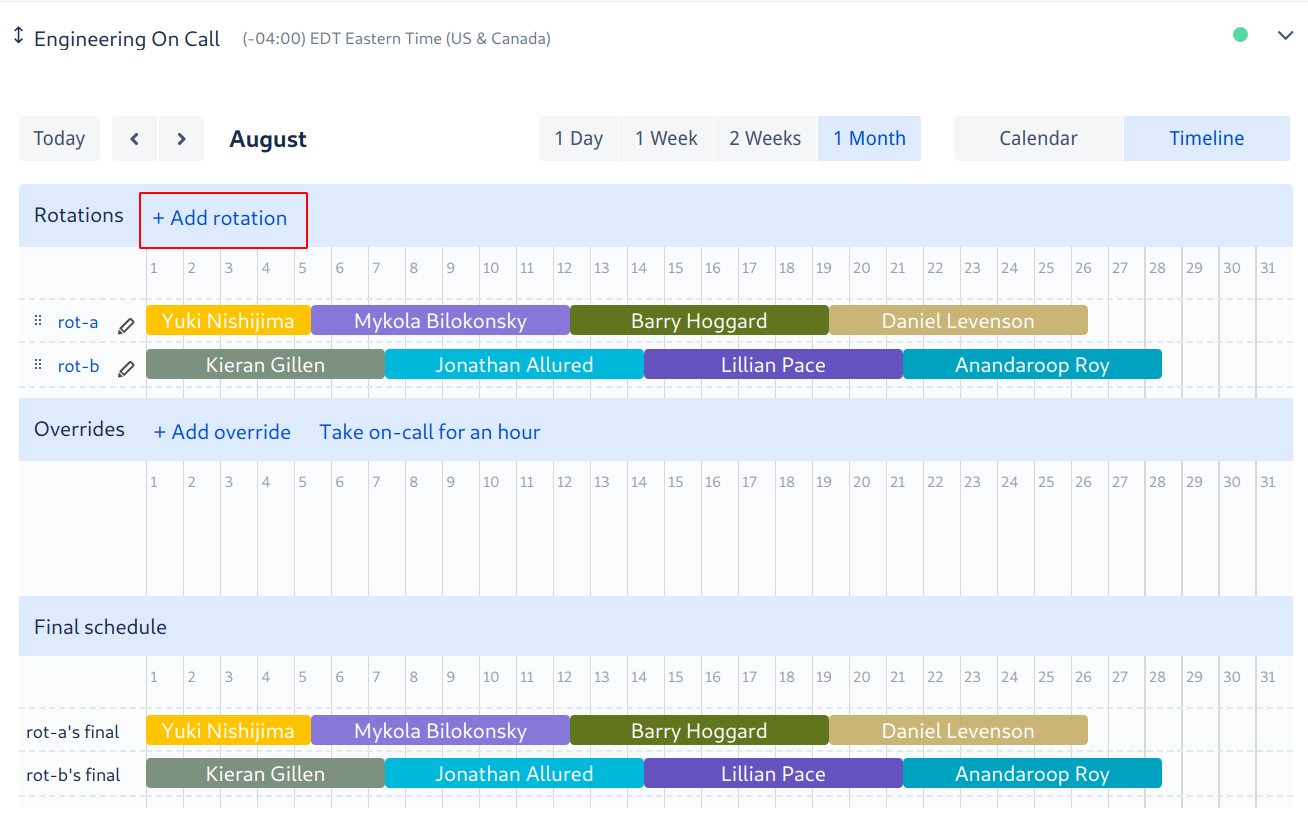 Engineering On Call (-04:00) EDT Eastern Time (US & Canada)
Today August 1 Day 1 Week 2 Weeks 1 Month Calendar Timeline
Rotations + Add rotation
1 2 3 4 5 6 7 8 9 10 11 12 13 14 15 16 17 18 19 20 21 22 23 24 25 26 27 28 29 30 31
rot-a Yuki Nishijima Mykola Bilokonsky Barry Hoggard Daniel Levenson
rot-b Kieran Gillen Jonathan Allured Lillian Pace Anandaroop Roy
Overrides + Add override Take on-call for an hour
1 2 3 4 5 6 7 8 9 10 11 12 13 14 15 16 17 18 19 20 21 22 23 24 25 26 27 28 29 30 31
Final schedule
1 2 3 4 5 6 7 8 9 10 11 12 13 14 15 16 17 18 19 20 21 22 23 24 25 26 27 28 29 30 31
rot-a's final Yuki Nishijima Mykola Bilokonsky Barry Hoggard Daniel Levenson
rot-b's final Kieran Gillen Jonathan Allured Lillian Pace Anandaroop Roy